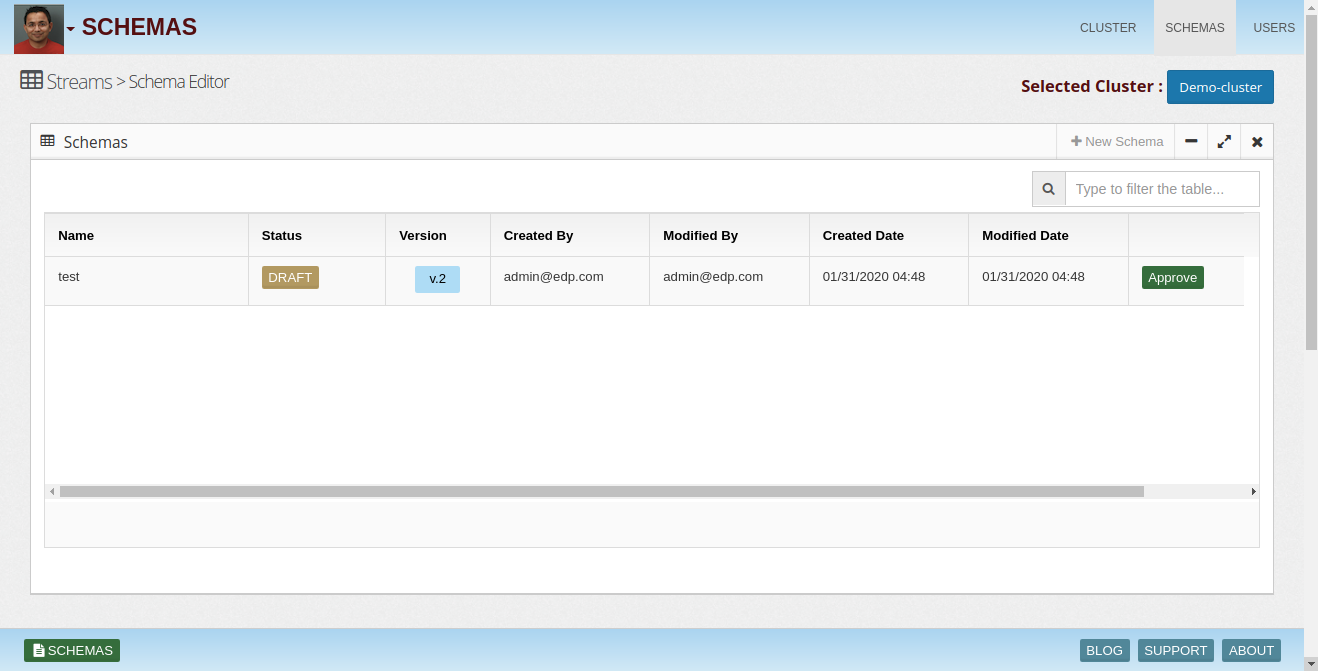 SCHEMAS CLUSTER SCHEMAS USERS
Streams > Schema Editor
Selected Cluster : Demo-cluster
Schemas New Schema
Type to filter the table...
Name Status Version Created By Modified By Created Date Modified Date
test DRAFT v.2 admin@edp.com admin@edp.com 01/31/2020 04:48 01/31/2020 04:48 Approve
SCHEMAS BLOG SUPPORT ABOUT